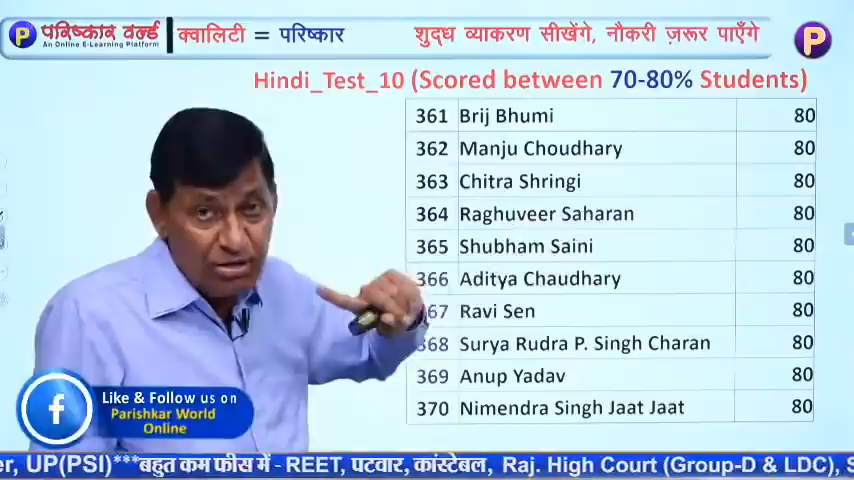 परिष्कार वर्ल्ड
An Online E-Learning Platform
क्वालिटी = परिष्कार
शुद्ध व्याकरण सीखेंगे, नौकरी ज़रूर पाएँगे
P
P
Hindi_Test_10 (Scored between 70-80% Students)
361 Brij Bhumi 80
362 Manju Choudhary 80
363 Chitra Shringi 80
364 Raghuveer Saharan 80
365 Shubham Saini 80
366 Aditya Chaudhary 80
67 Ravi Sen 80
368 Surya Rudra P. Singh Charan 80
369 Anup Yadav 80
370 Nimendra Singh Jaat Jaat 80
f
Like & Follow us on
Parishkar World
Online
er, UP(PSI)***बहुत कम फीस में - REET, पटवार, कांस्टेबल, Raj. High Court (Group-D & LDC), S